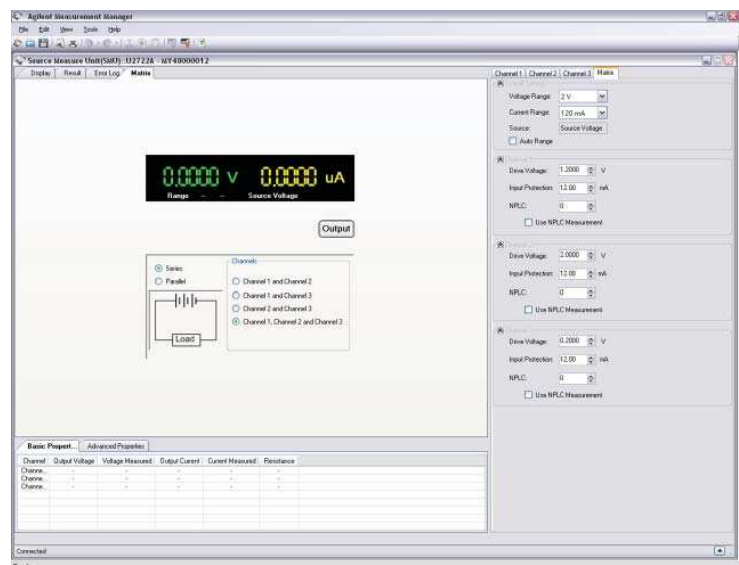 Agilent Measurement Manager
File Edit View Tools Help
Source Measure Unit(SMU)::U2722A - MY49000012
Display Result Error Log Matrix
Channel 1 Channel 2 Channel 3 Matrix
Voltage Range: 2 V
Current Range: 120 mA
Source: Source Voltage
Auto Range
0.0000 V 0.0000 uA
Range - - Source Voltage
Output
Drive Voltage: 1.2000 V
Input Protection: 12.00 mA
NPLC: 0
Use NPLC Measurement
Series
Parallel
Load
Channels
Channel 1 and Channel 2
Channel 1 and Channel 3
Channel 2 and Channel 3
Channel 1, Channel 2 and Channel 3
Drive Voltage: 2.0000 V
Input Protection: 12.00 mA
NPLC: 0
Use NPLC Measurement
Drive Voltage: 0.2000 V
Input Protection: 12.00 mA
NPLC: 0
Use NPLC Measurement
Basic Propert... Advanced Properties
Channel Output Voltage Voltage Measured Output Current Current Measured Resistance
Channe... - - - - -
Channe... - - - - -
Channe... - - - - -
Connected